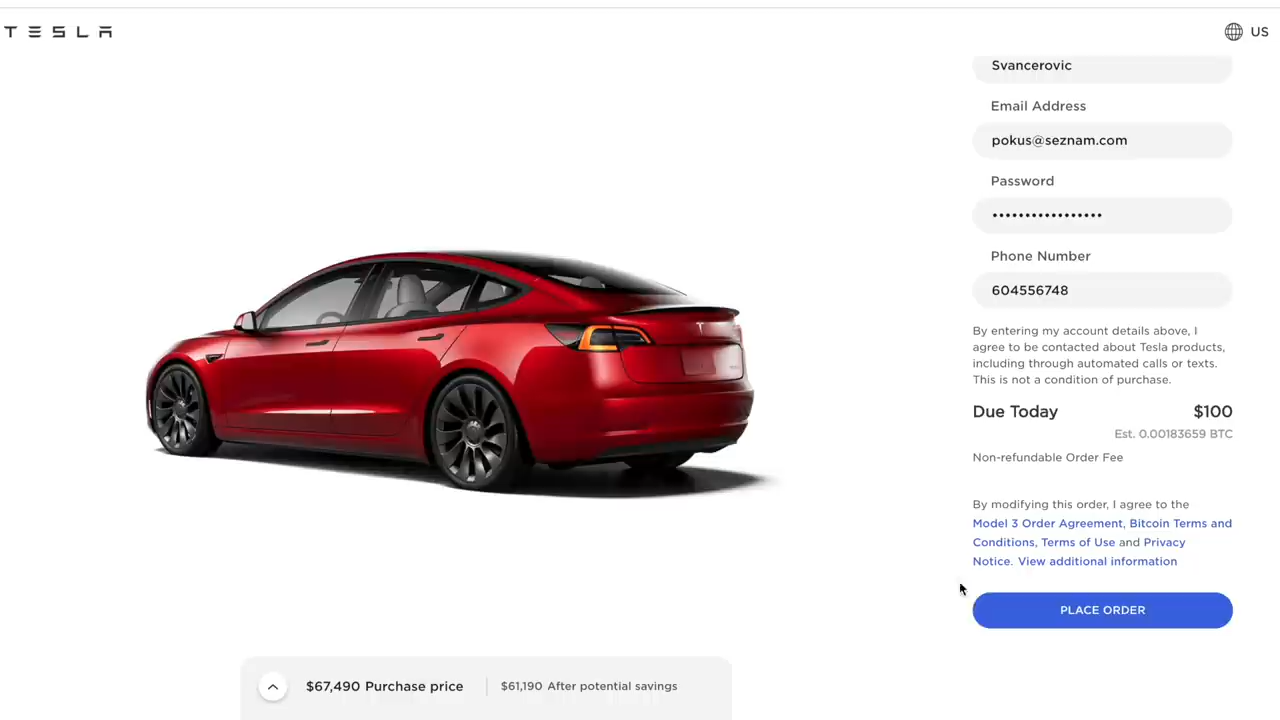 TESLA
US
Svancerovic
Email Address
pokus@seznam.com
Password
•••••••••••••••••
Phone Number
604556748
By entering my account details above, I
agree to be contacted about Tesla products,
including through automated calls or texts.
This is not a condition of purchase.
Due Today $100
Est. 0.00183659 BTC
Non-refundable Order Fee
By modifying this order, I agree to the
Model 3 Order Agreement, Bitcoin Terms and
Conditions, Terms of Use and Privacy
Notice. View additional information
PLACE ORDER
$67,490 Purchase price $61,190 After potential savings